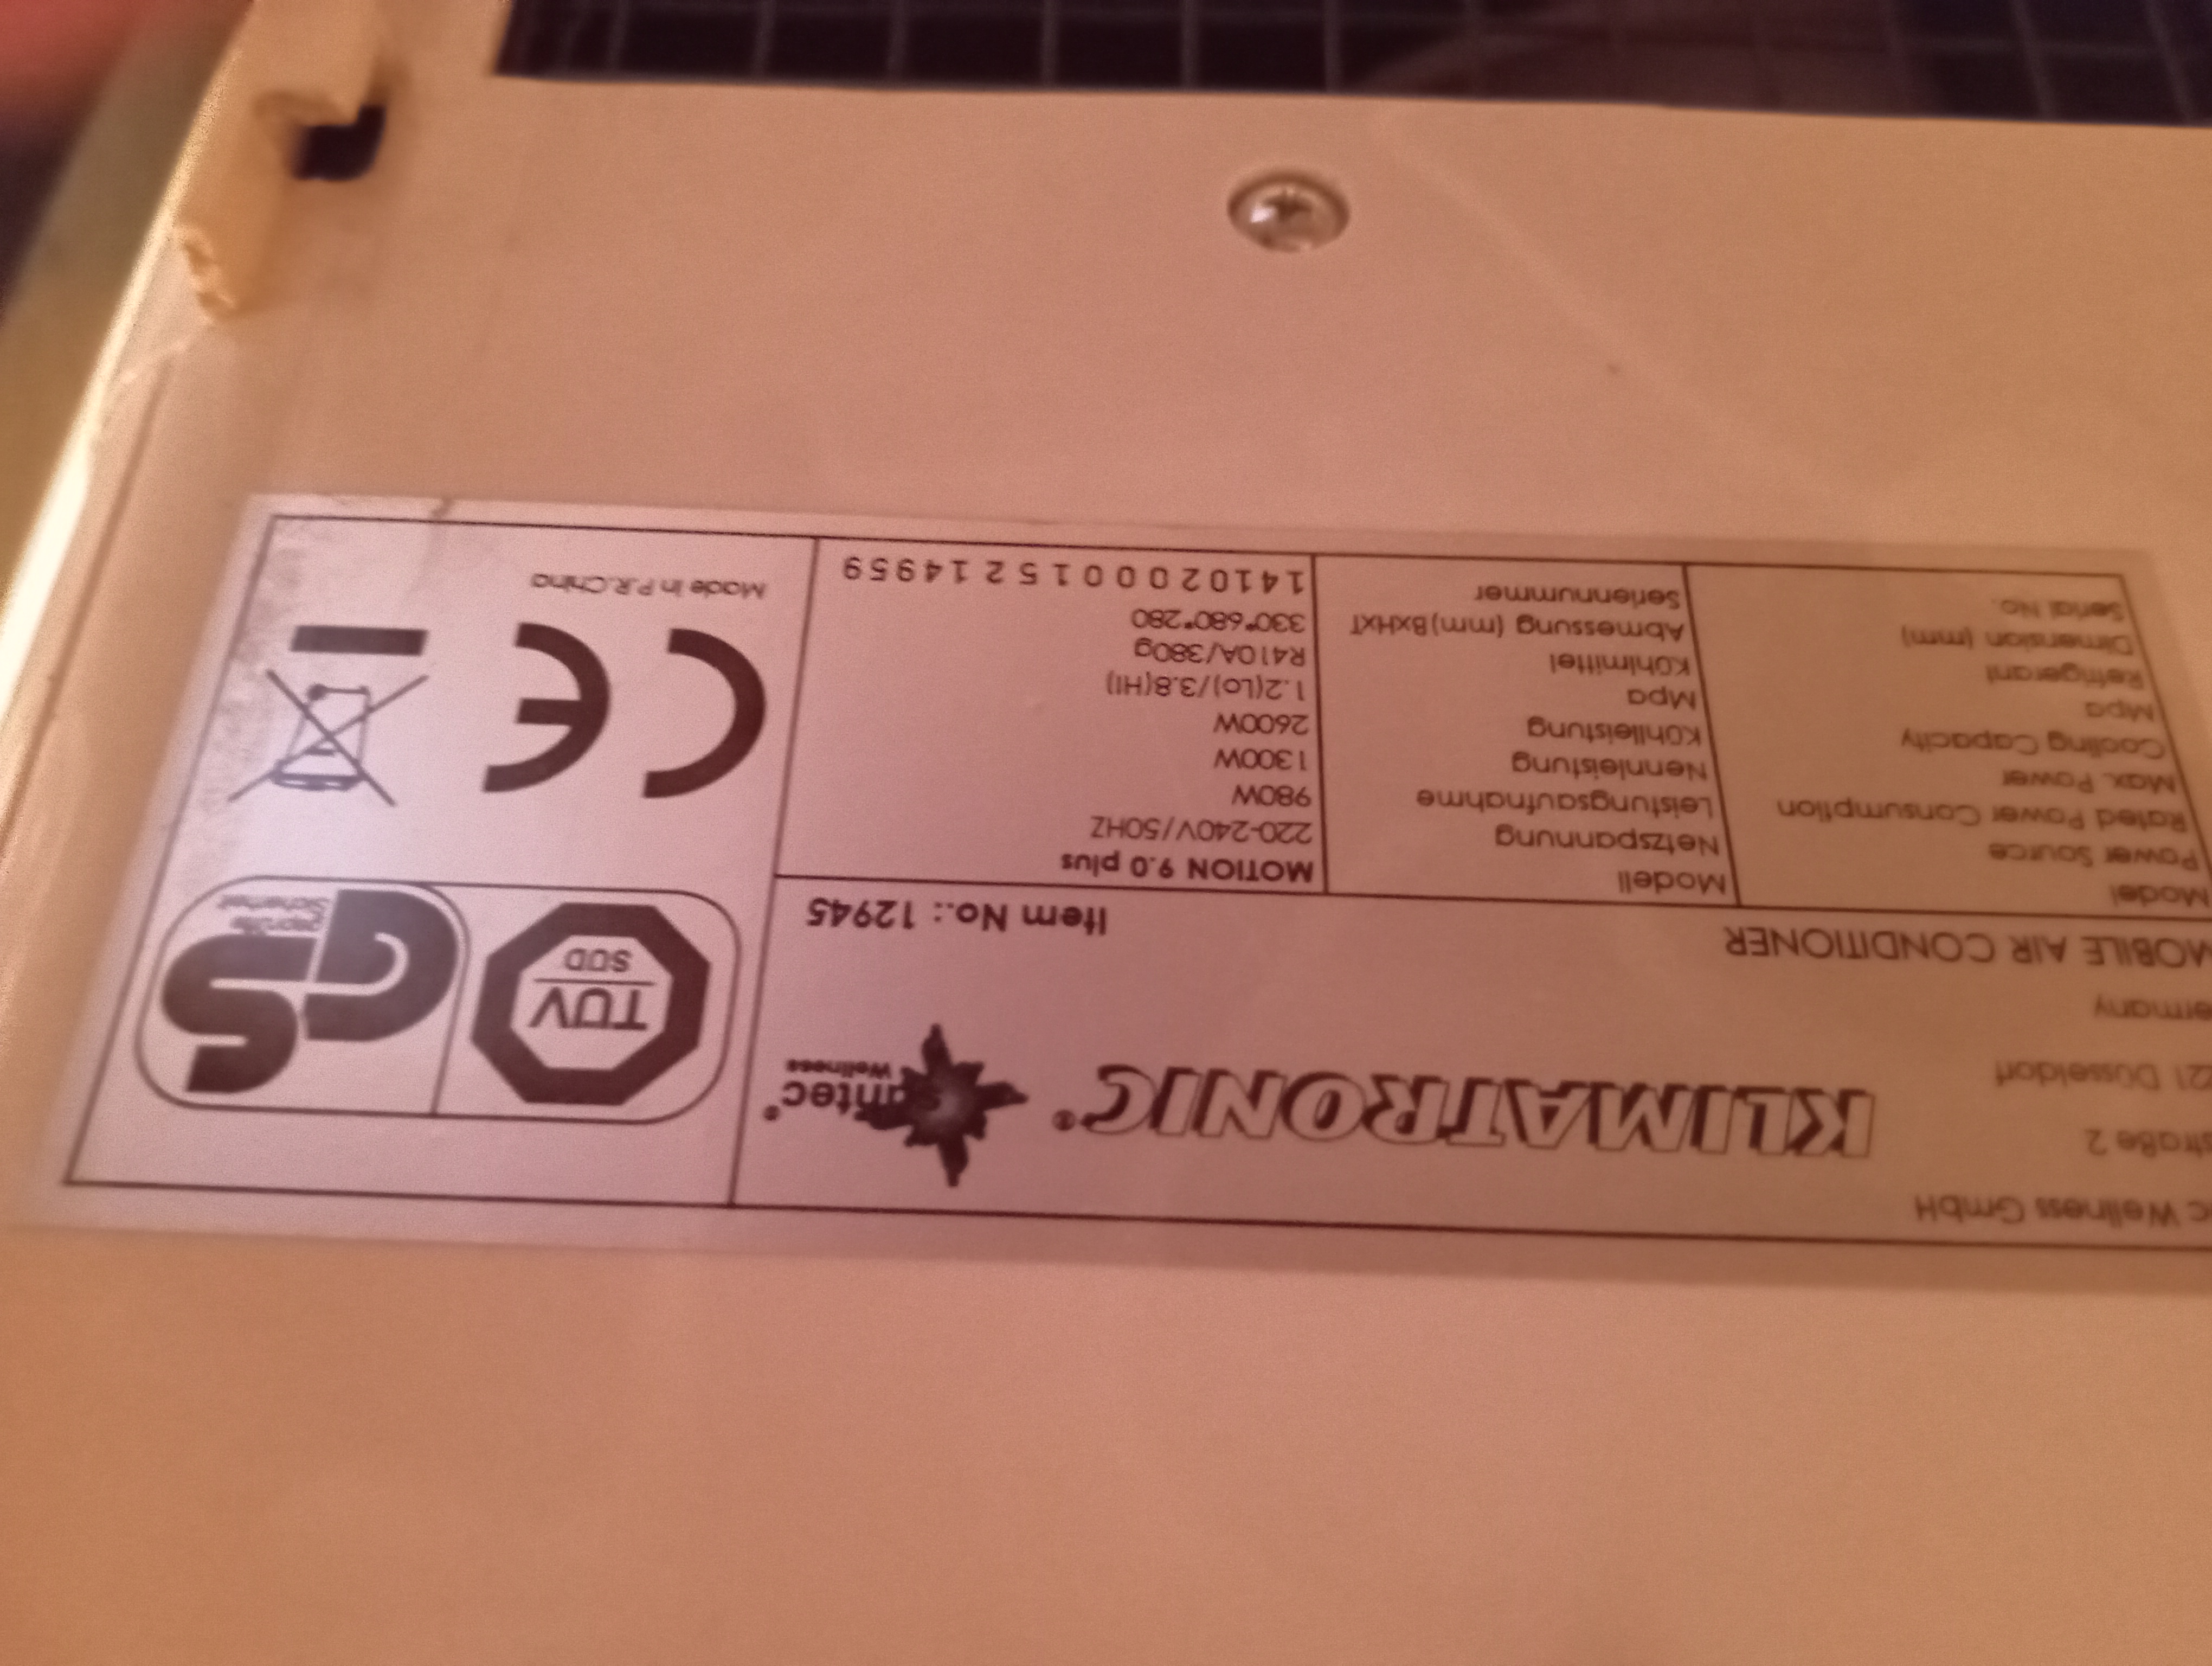 Wellness GmbH
straße 2
21 Düsseldorf
ermany
KLIMATRONIC®
Suntec®
Wellness
MOBILE AIR CONDITIONER
Item No.: 12945
Model Modell MOTION 9.0 plus
Power Source Netzspannung 220-240V/50HZ
Rated Power Consumption Leistungsaufnahme 980W
Max. Power Nennleistung 1300W
Cooling Capacity Kühlleistung 2600W
Mpa Mpa 1.2(Lo)/3.8(HI)
Refrigerant Kühlmittel R410A/380g
Dimension (mm) Abmessung (mm) BxHxT 330*680*280
Serial No. Seriennummer 1410200015214959
TÜV
SÜD
GS
geprüfte
Sicherheit
CE
Made in P.R.China